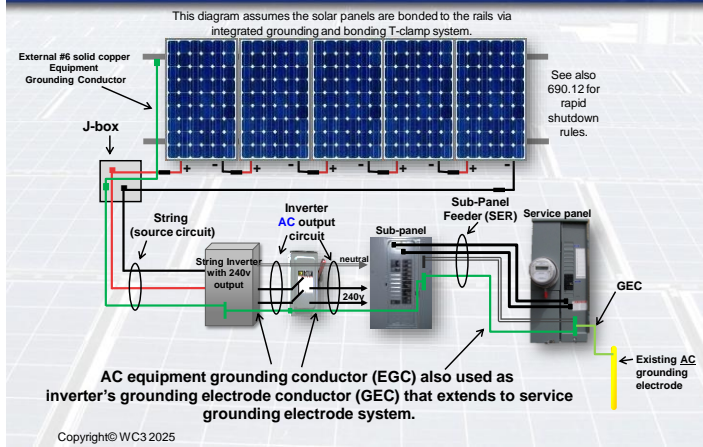 This diagram assumes the solar panels are bonded to the rails via
integrated grounding and bonding T-clamp system.
External #6 solid copper
Equipment
Grounding Conductor
See also
690.12 for
rapid
shutdown
rules.
J-box
+
-
+
-
+
-
+
-
+
-
String
(source circuit)
Inverter
AC output
circuit
Sub-Panel
Feeder (SER)
Sub-panel
Service panel
String Inverter
with 240v
output
neutral
240v
GEC
Existing AC
grounding
electrode
AC equipment grounding conductor (EGC) also used as
inverter's grounding electrode conductor (GEC) that extends to service
grounding electrode system.
Copyright© WC3 2025